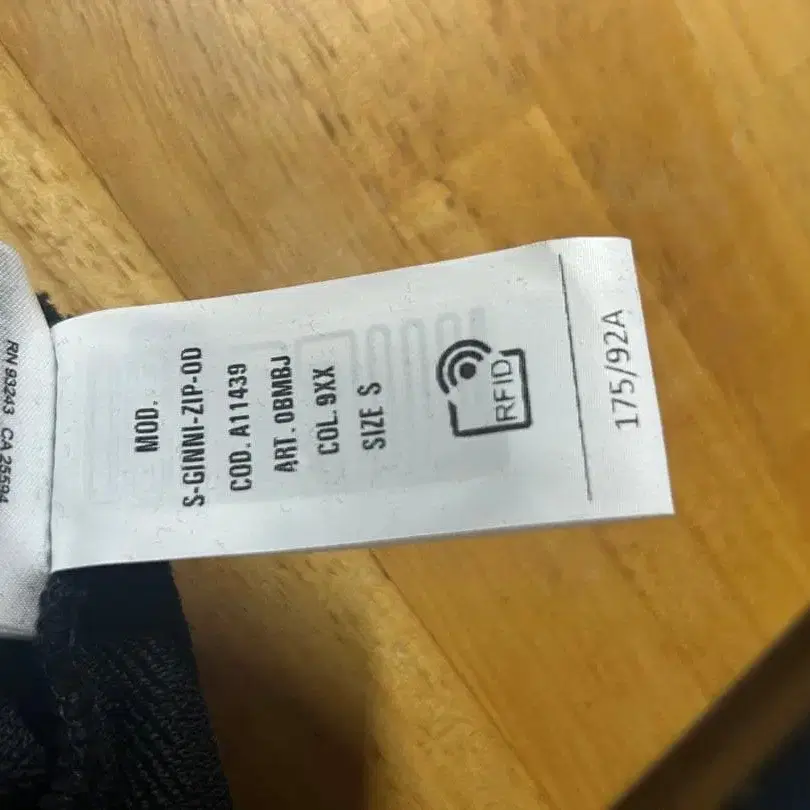 RN 93243 CA 25594
MOD.
S-GINNI-ZIP-OD
COD. A11439
ART. 0BMBJ
COL. 9XX
SIZE S
RFID
175/92A